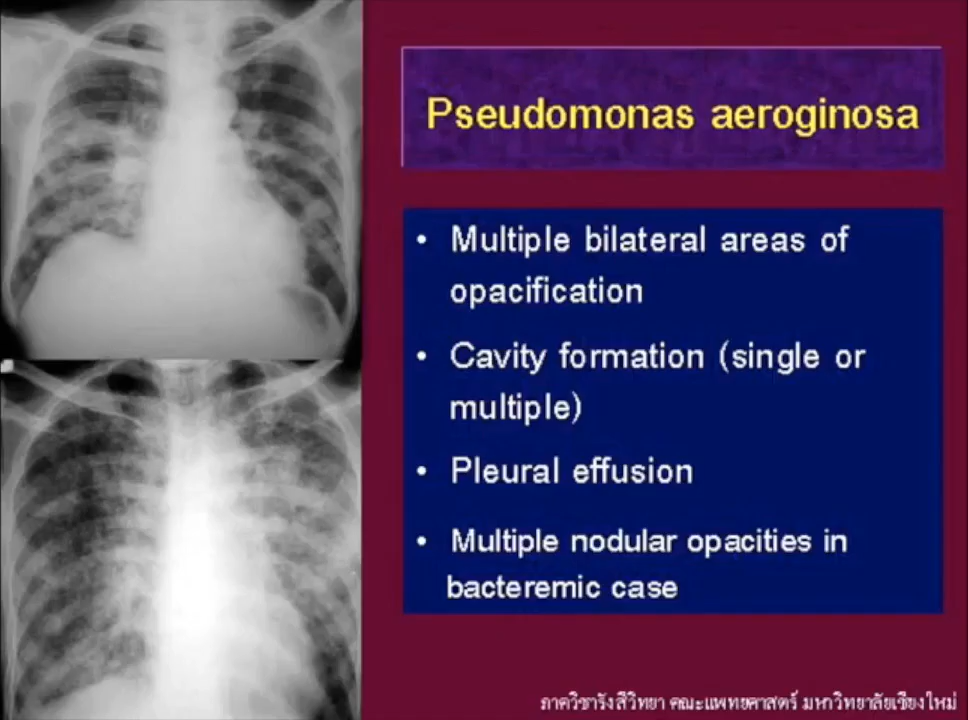 Pseudomonas aeroginosa
• Multiple bilateral areas of
opacification
• Cavity formation (single or
multiple)
• Pleural effusion
• Multiple nodular opacities in
bacteremic case
ภาควิชารังสีวิทยา คณะแพทยศาสตร์ มหาวิทยาลัยเชียงใหม่